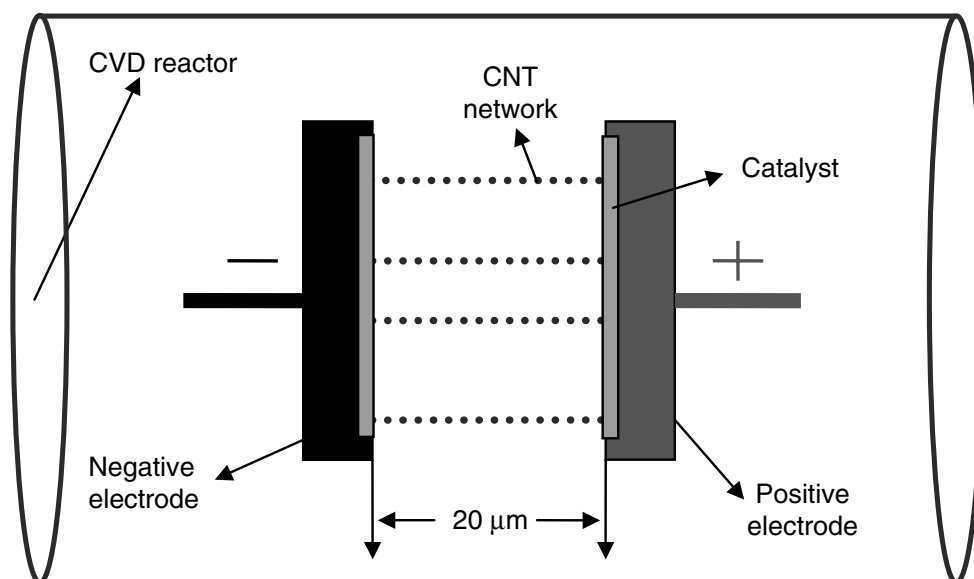 CVD reactor
CNT
network
Catalyst
—
+
Negative
electrode
20 μm
Positive
electrode